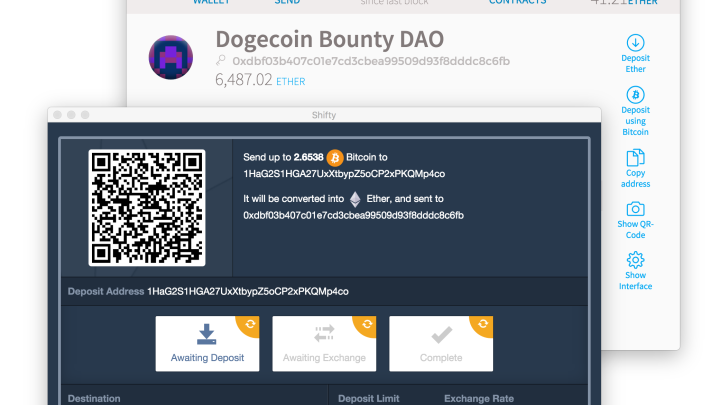 WALLET SEND since last block CONTRACTS 41.21 ETHER
Dogecoin Bounty DAO
0xdbf03b407c01e7cd3cbea99509d93f8dddc8c6fb
6,487.02 ETHER
Deposit
Ether
Deposit
using
Bitcoin
Copy
address
Show QR-
Code
Show
Interface
Shifty
Send up to 2.6538 Bitcoin to
1HaG2S1HGA27UxXtbypZ5oCP2xPKQMp4co
It will be converted into Ether, and sent to
0xdbf03b407c01e7cd3cbea99509d93f8dddc8c6fb
Deposit Address 1HaG2S1HGA27UxXtbypZ5oCP2xPKQMp4co
Awaiting Deposit
Awaiting Exchange
Complete
Destination Deposit Limit Exchange Rate